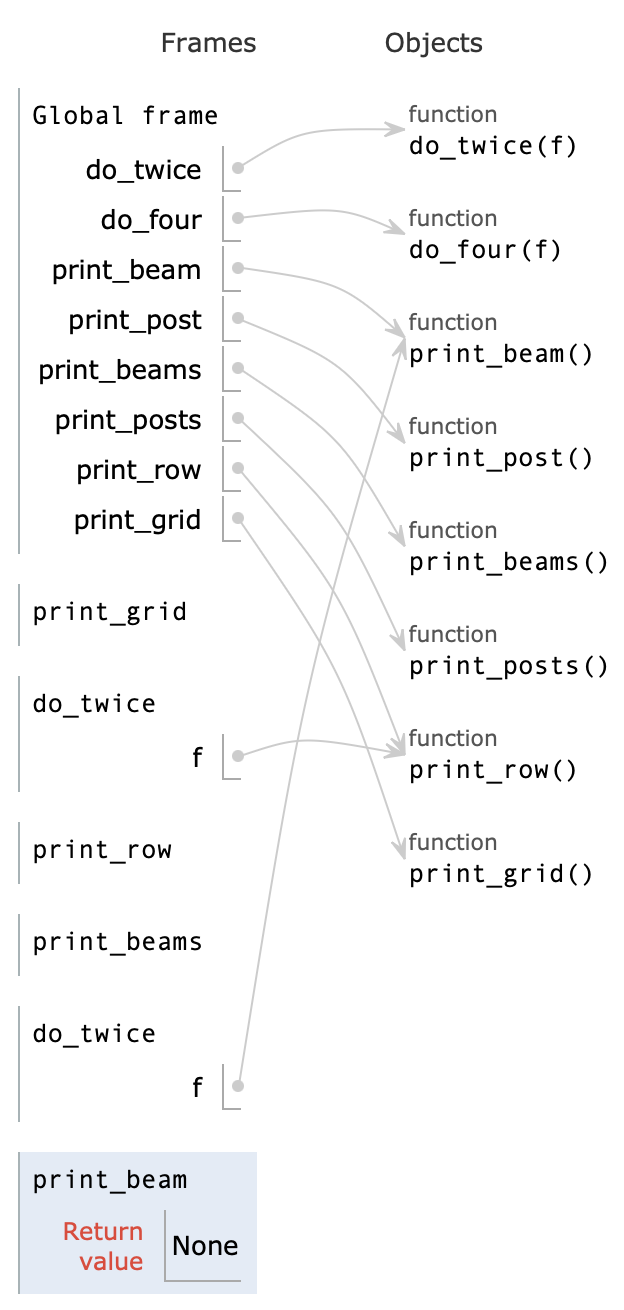 Frames
Objects
Global frame
do_twice
do_four
print_beam
print_post
print_beams
print_posts
print_row
print_grid
print_grid
do_twice
f
print_row
print_beams
do_twice
f
print_beam
Return
value
None
function
do_twice(f)
function
do_four(f)
function
print_beam()
function
print_post()
function
print_beams()
function
print_posts()
function
print_row()
function
print_grid()